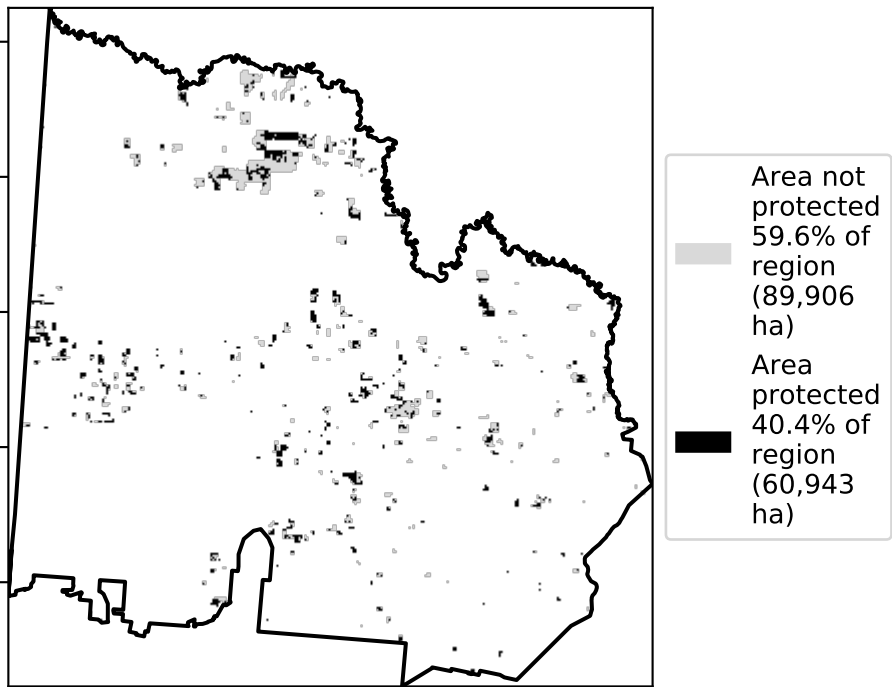 Area not
protected
59.6% of
region
(89,906
ha)
Area
protected
40.4% of
region
(60,943
ha)